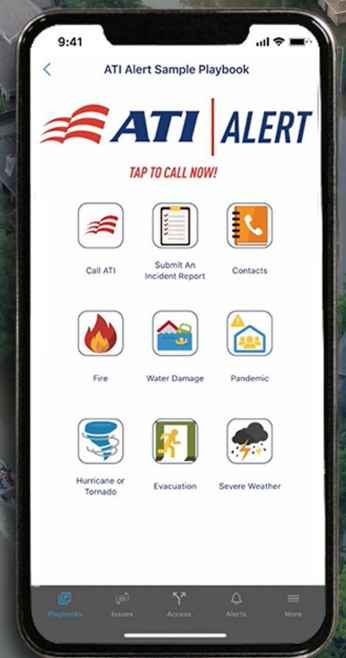 9:41
ATI Alert Sample Playbook
ATI ALERT
TAP TO CALL NOW!
Call ATI
Submit An
Incident Report
Contacts
Fire
Water Damage
Pandemic
Hurricane or
Tornado
Evacuation
Severe Weather
Playbooks
Issues
Access
Alerts
More